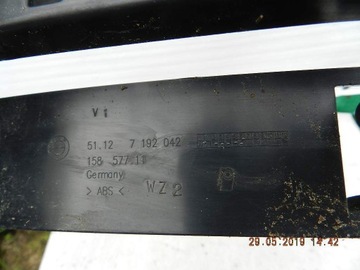 V1
51.12 7 192 042
158 577.11
Germany
> ABS < WZ2
29.05.2019 14:42